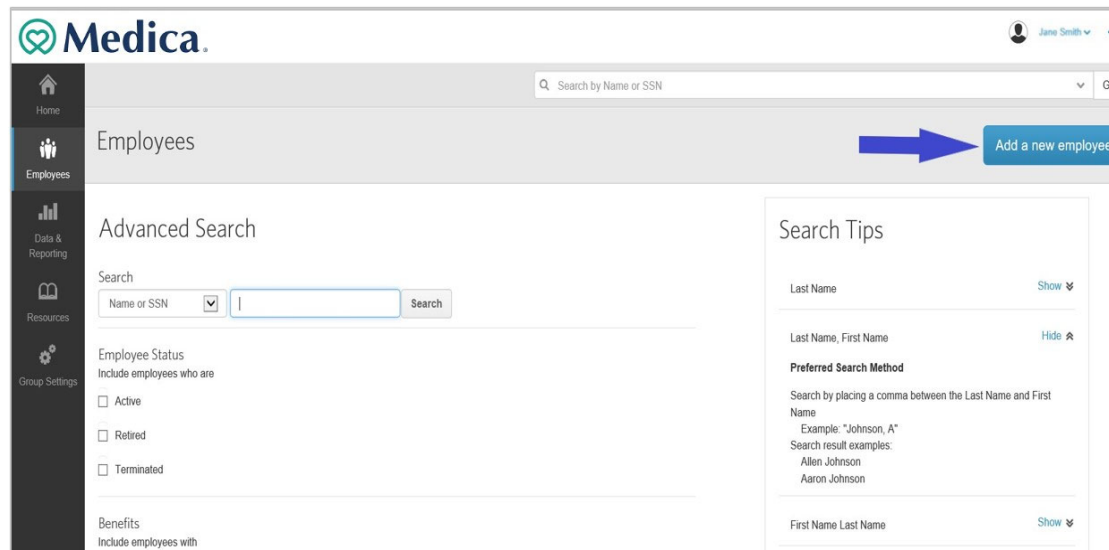 Medica®
Jane Smith
Home
Search by Name or SSN
G
Employees
Employees
Add a new employee
Data &
Reporting
Resources
Group Settings
Advanced Search
Search
Name or SSN
Search
Employee Status
Include employees who are
Active
Retired
Terminated
Benefits
Include employees with
Search Tips
Last Name
Show
Last Name, First Name
Hide
Preferred Search Method
Search by placing a comma between the Last Name and First
Name
Example: "Johnson, A"
Search result examples:
Allen Johnson
Aaron Johnson
First Name Last Name
Show